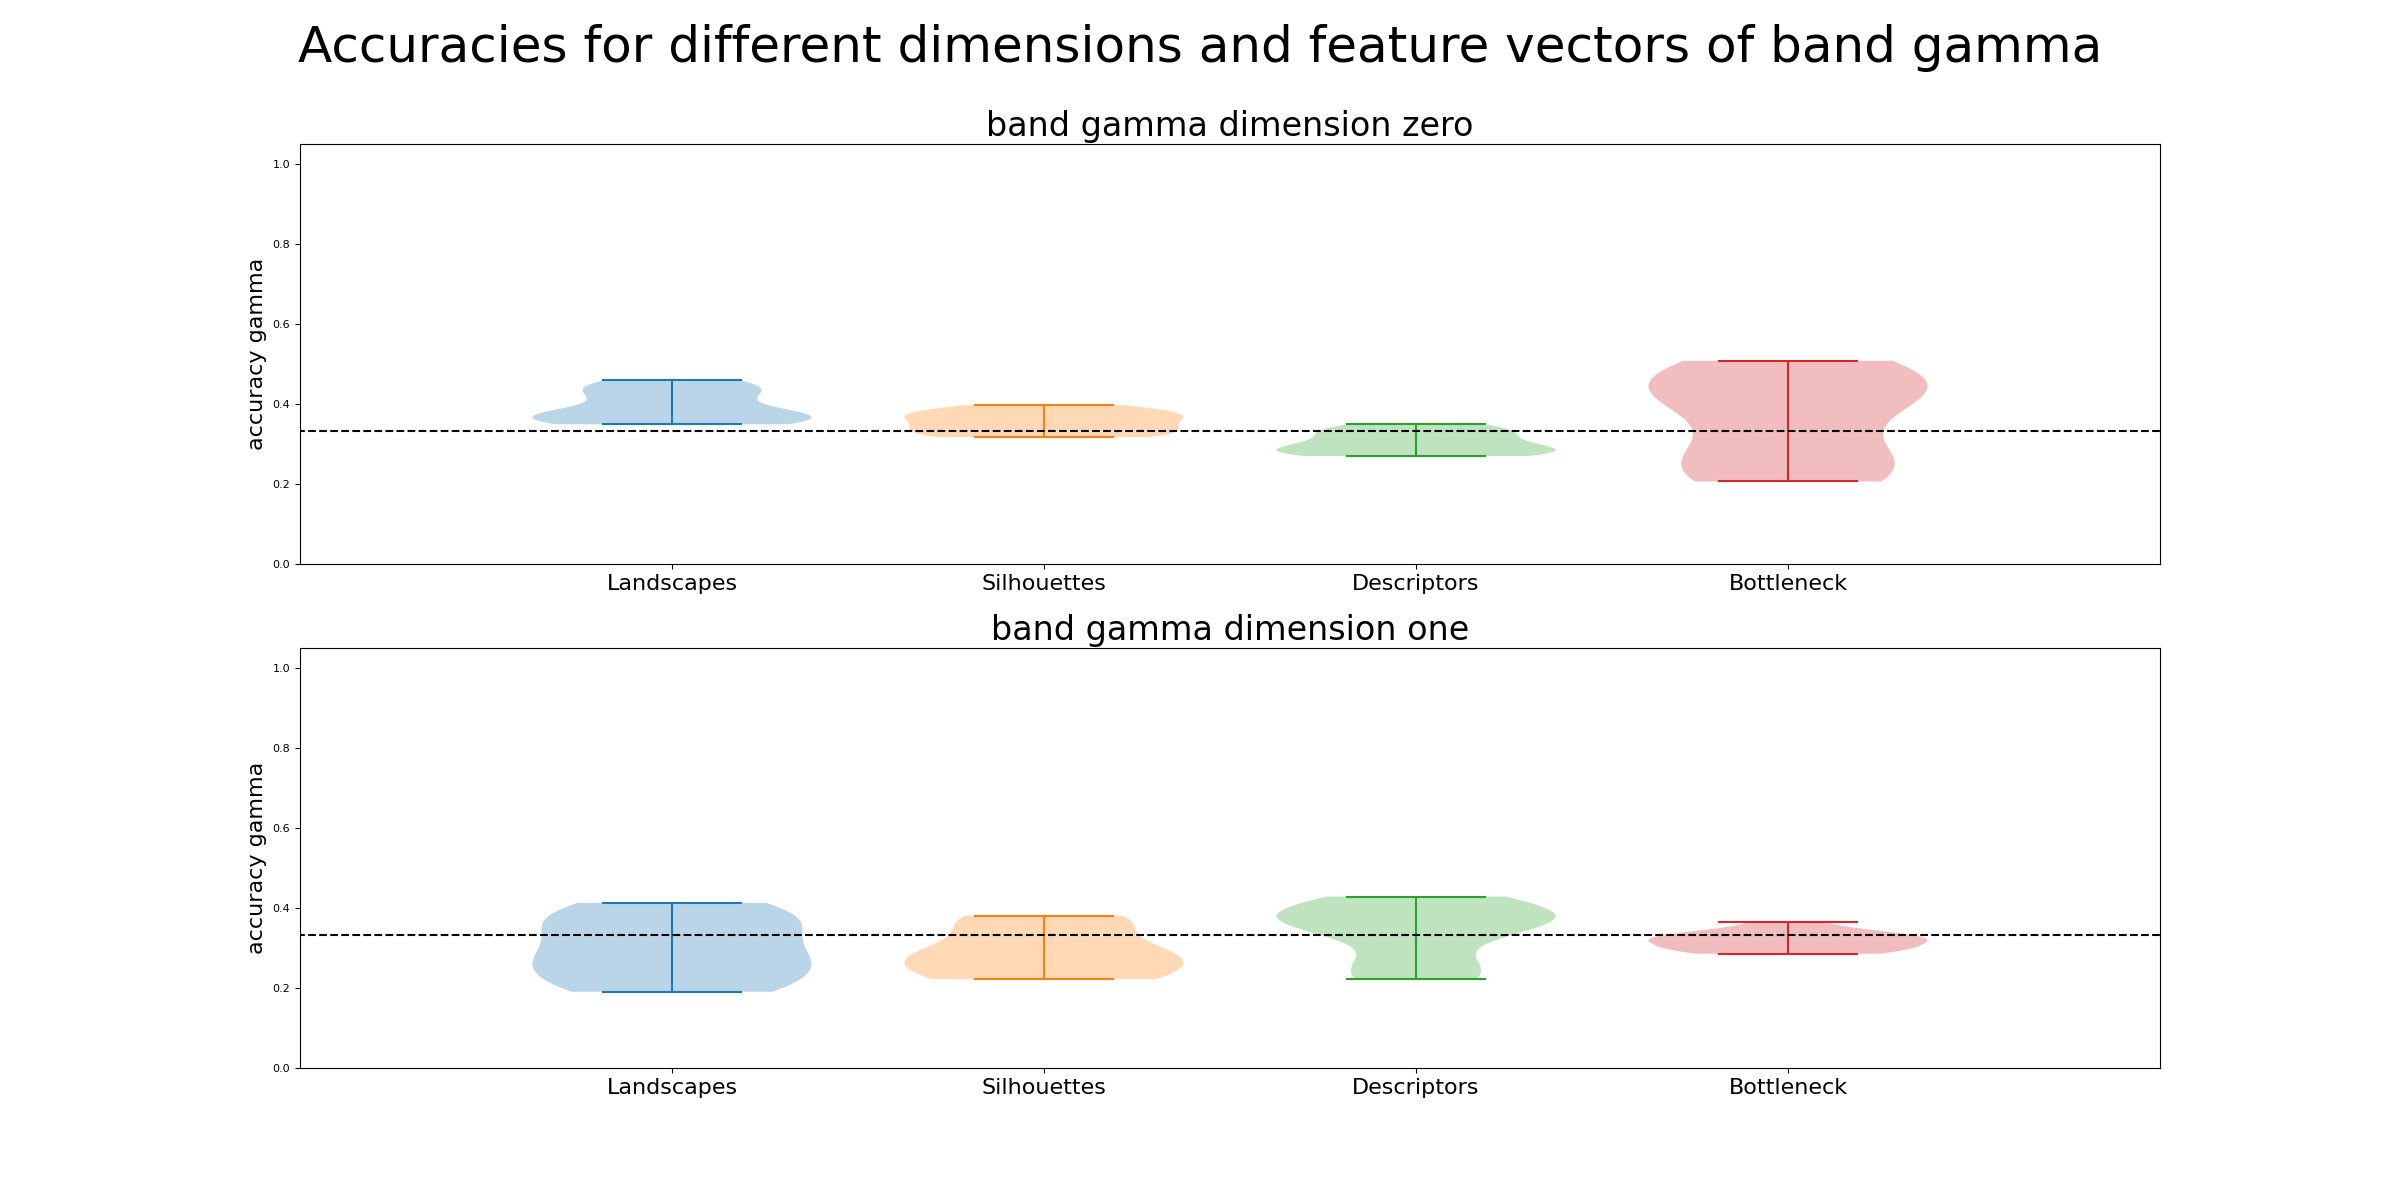 Accuracies for different dimensions and feature vectors of band gamma
band gamma dimension zero
accuracy gamma
1.0
0.8
0.6
0.4
0.2
0.0
Landscapes Silhouettes Descriptors Bottleneck
band gamma dimension one
accuracy gamma
1.0
0.8
0.6
0.4
0.2
0.0
Landscapes Silhouettes Descriptors Bottleneck